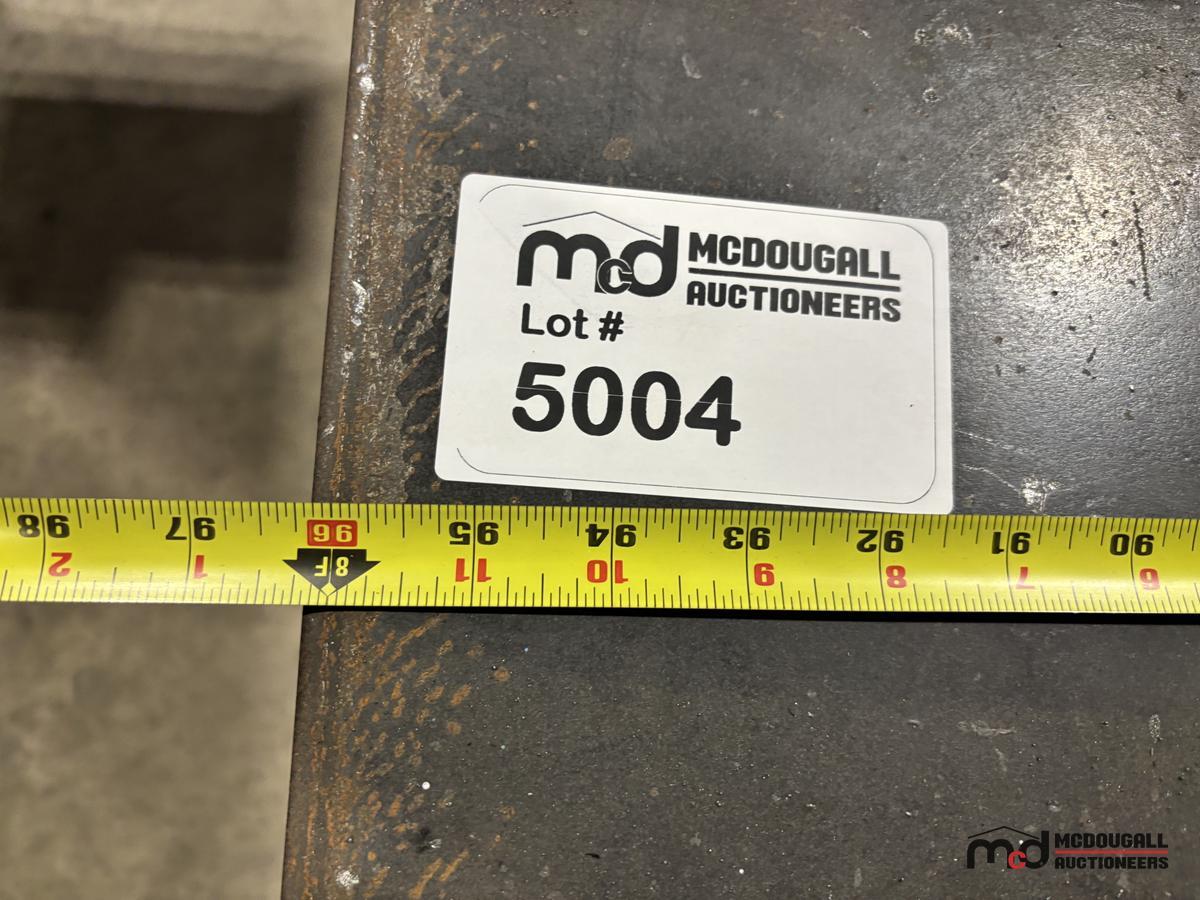 mcd MCDOUGALL
AUCTIONEERS
Lot #
5004
98 97 96 95 94 93 92 91 90
2 1 8F 11 10 9 8 7 6
mcd MCDOUGALL
AUCTIONEERS